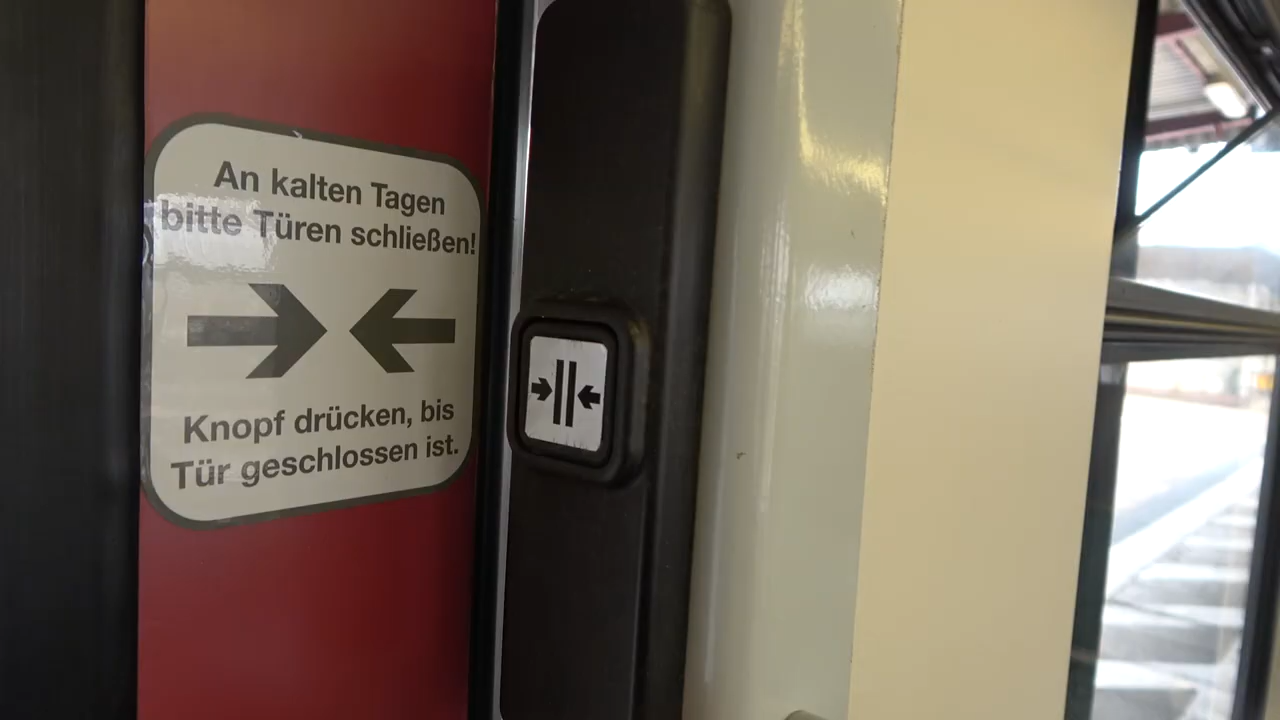 An kalten Tagen
bitte Türen schließen!
Knopf drücken, bis
Tür geschlossen ist.